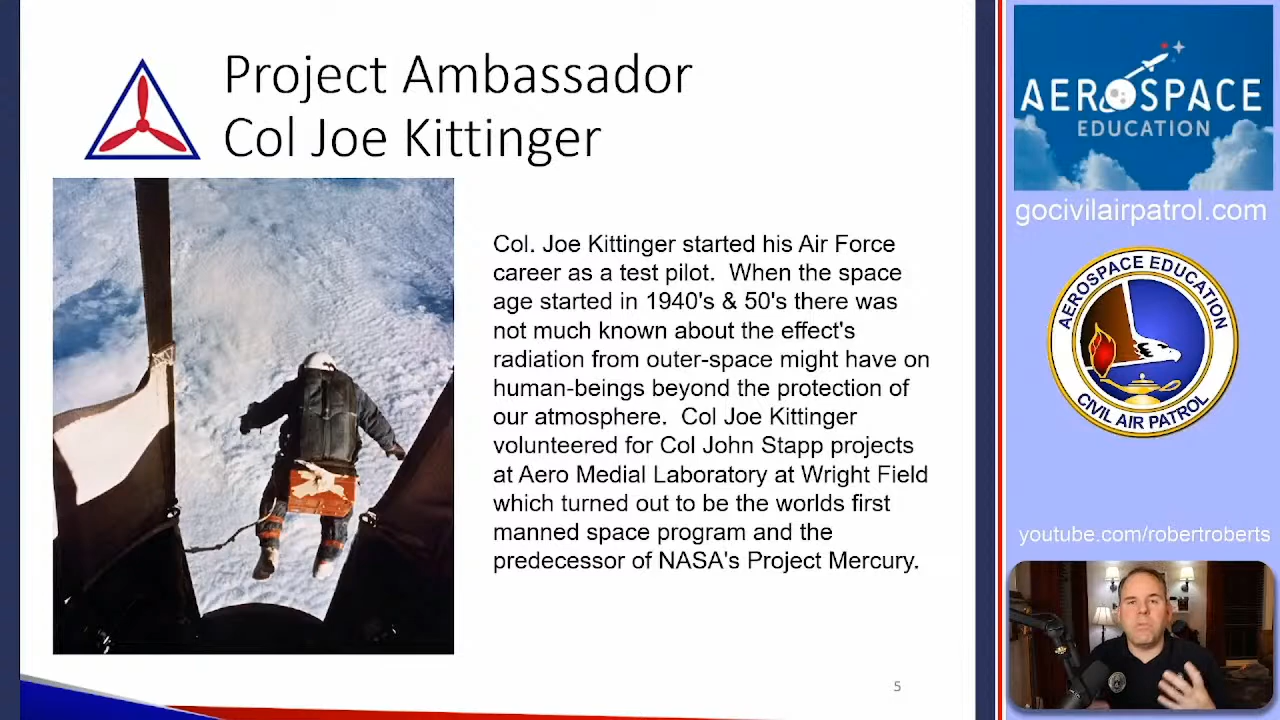 Project Ambassador
Col Joe Kittinger
Col. Joe Kittinger started his Air Force
career as a test pilot.  When the space
age started in 1940's & 50's there was
not much known about the effect's
radiation from outer-space might have on
human-beings beyond the protection of
our atmosphere.  Col Joe Kittinger
volunteered for Col John Stapp projects
at Aero Medial Laboratory at Wright Field
which turned out to be the worlds first
manned space program and the
predecessor of NASA's Project Mercury.
5
AEROSPACE
EDUCATION
gocivilairpatrol.com
AEROSPACE EDUCATION
CIVIL AIR PATROL
youtube.com/robertroberts